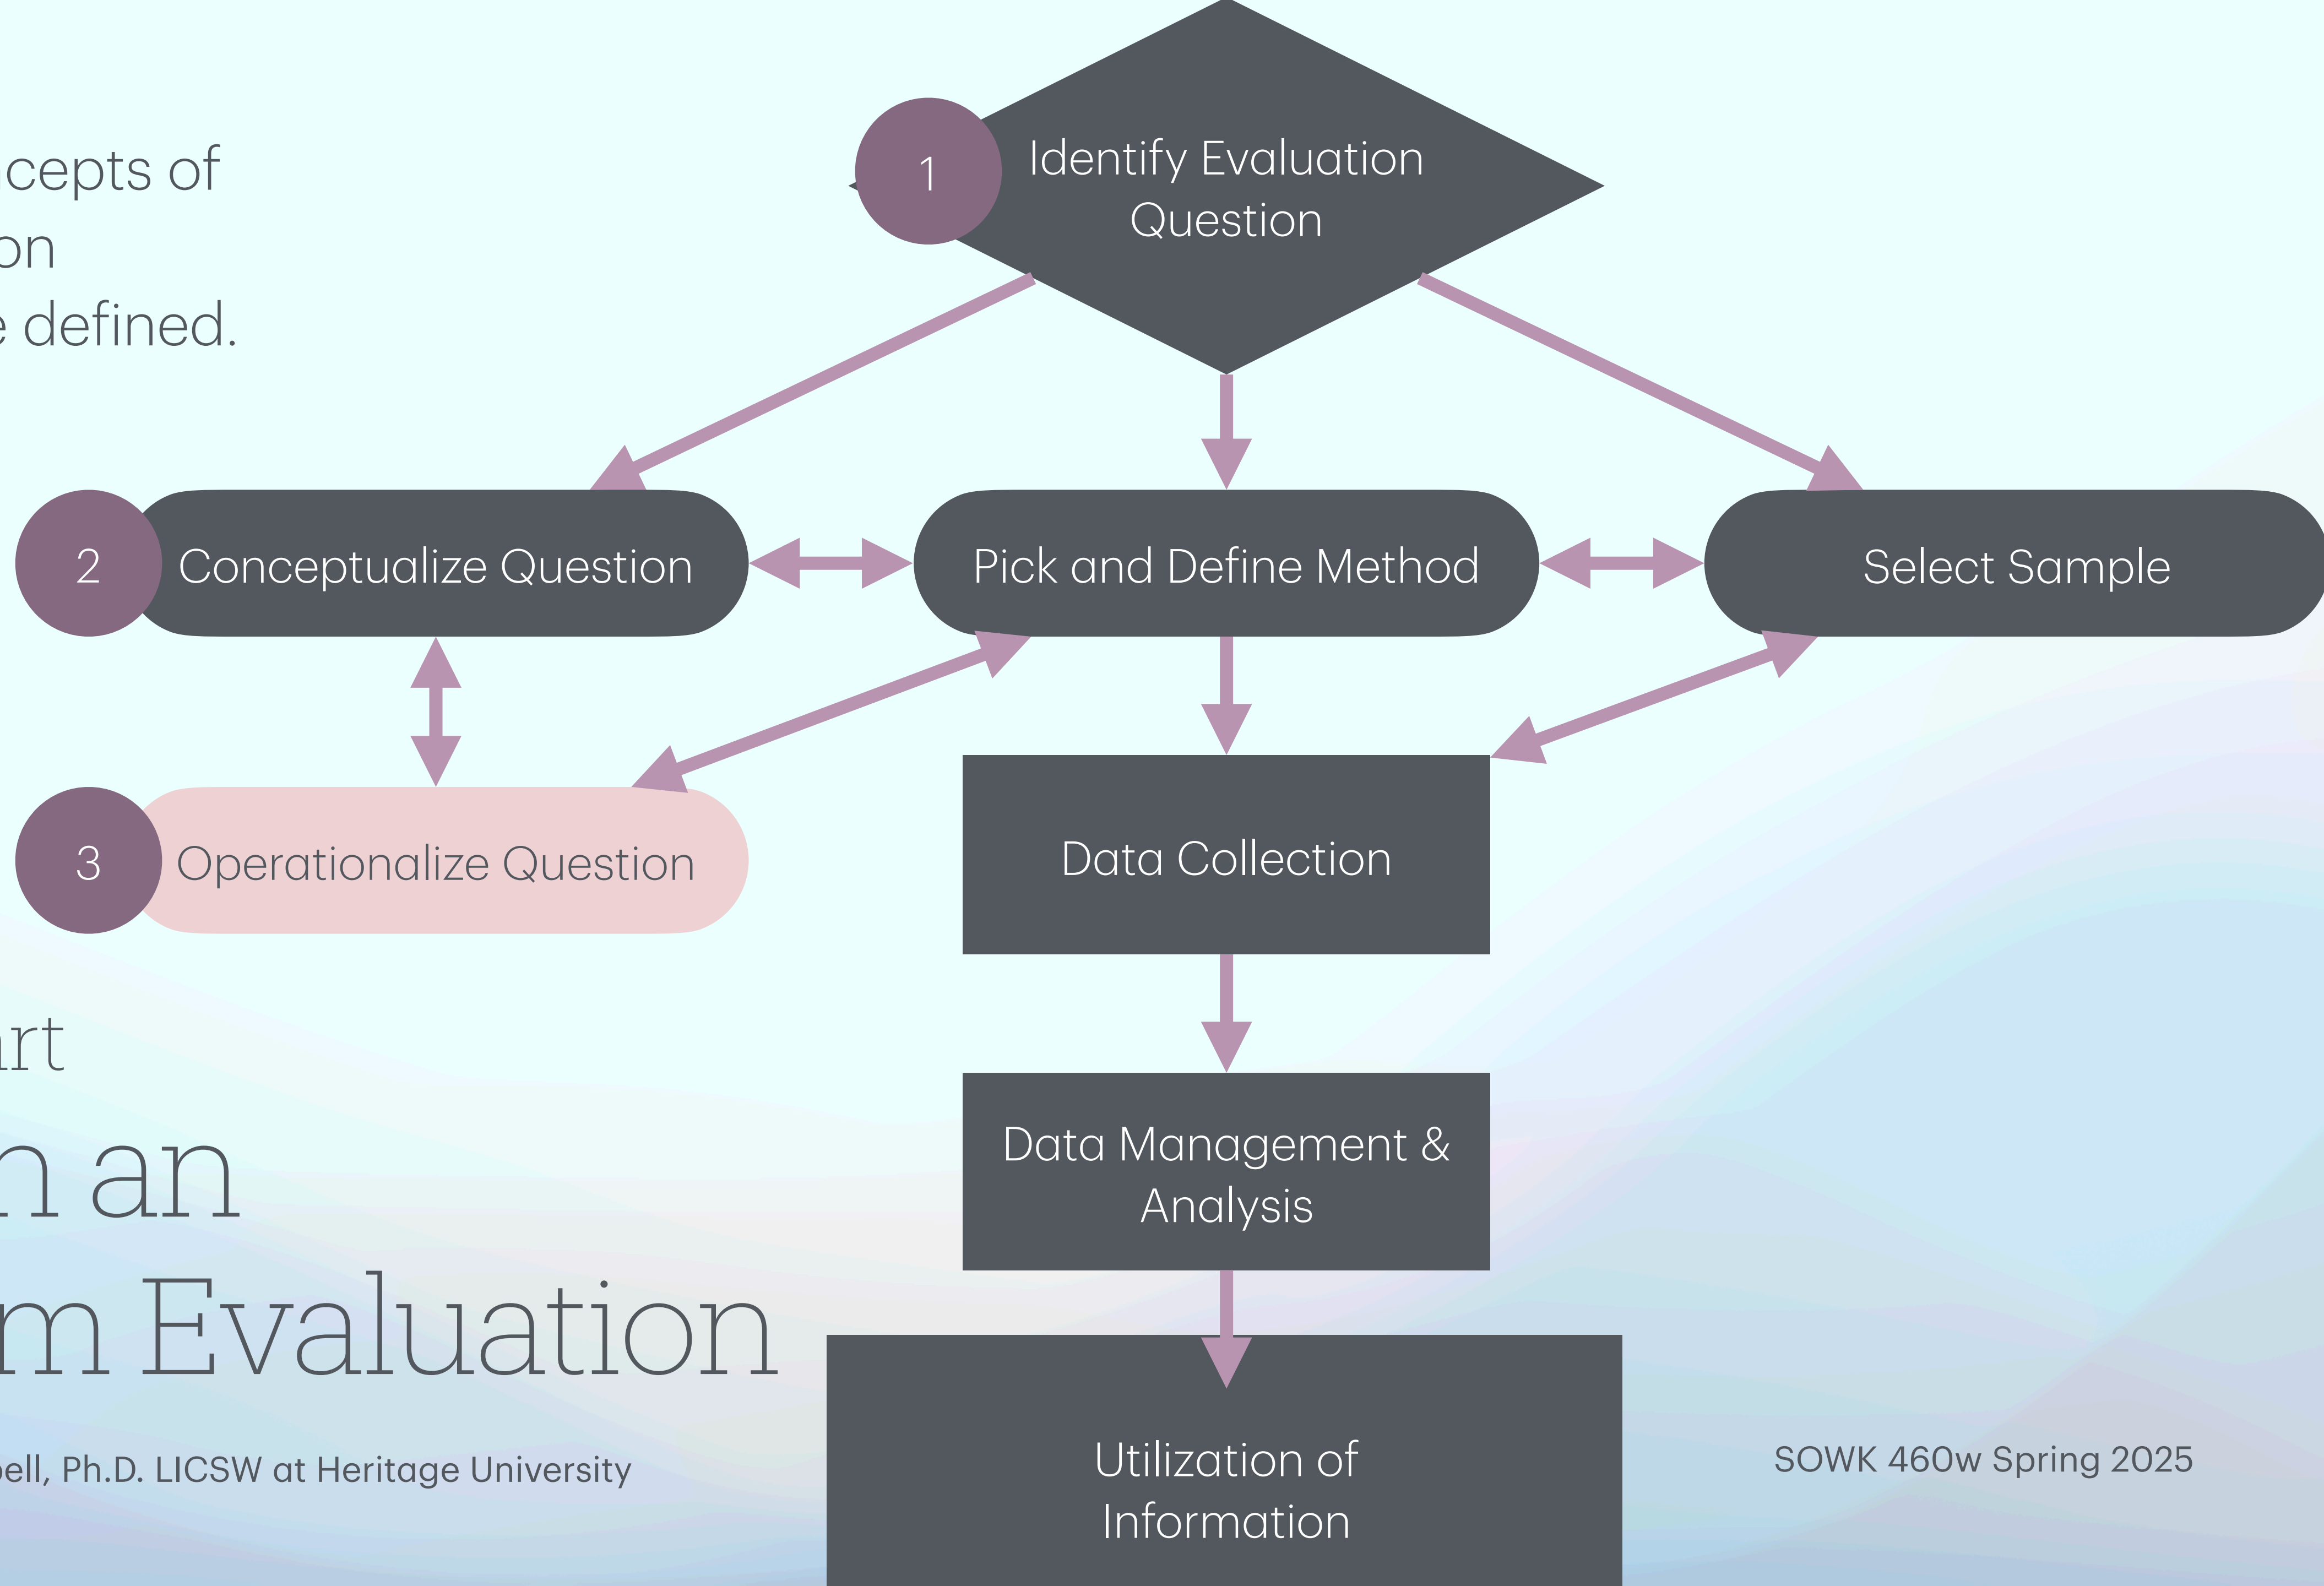 cepts of
on
e defined.
1
Identify Evaluation
Question
2
Conceptualize Question
Pick and Define Method
Select Sample
3
Operationalize Question
Data Collection
art
n an
m Evaluation
Data Management &
Analysis
Utilization of
Information
bell, Ph.D. LICSW at Heritage University
SOWK 460w Spring 2025